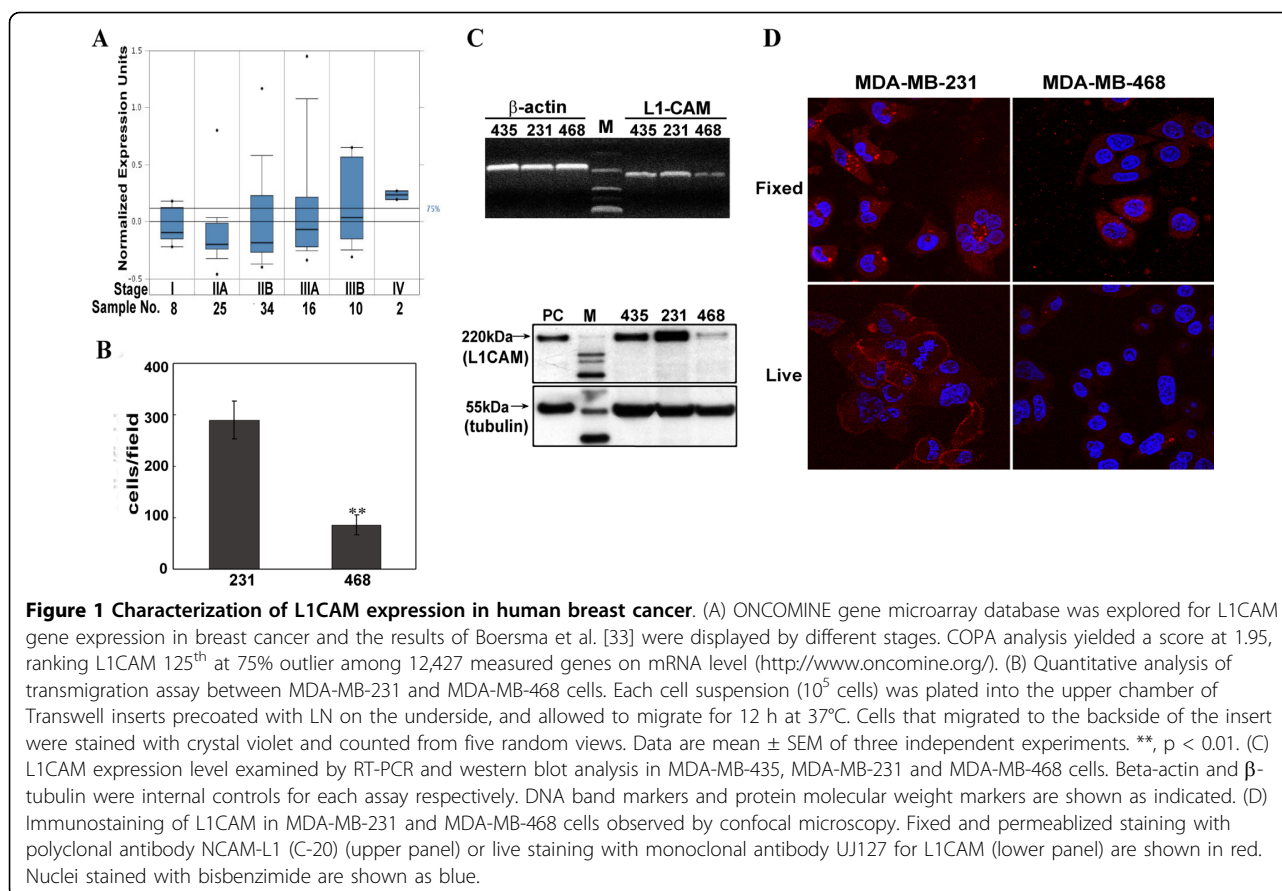 A
Normalized Expression Units
1.5
1.0
0.5
0.0
-0.5
75%
Stage I IIA IIB IIIA IIIB IV
Sample No. 8 25 34 16 10 2
B
cells/field
400
300
200
100
0
**
231 468
C
β-actin M L1-CAM
435 231 468 435 231 468
PC M 435 231 468
220kDa→
(L1CAM)
55kDa→
(tubulin)
D
MDA-MB-231 MDA-MB-468
Fixed
Live
Figure 1 Characterization of L1CAM expression in human breast cancer. (A) ONCOMINE gene microarray database was explored for L1CAM
gene expression in breast cancer and the results of Boersma et al. [33] were displayed by different stages. COPA analysis yielded a score at 1.95,
ranking L1CAM 125th at 75% outlier among 12,427 measured genes on mRNA level (http://www.oncomine.org/). (B) Quantitative analysis of
transmigration assay between MDA-MB-231 and MDA-MB-468 cells. Each cell suspension (10⁵ cells) was plated into the upper chamber of
Transwell inserts precoated with LN on the underside, and allowed to migrate for 12 h at 37°C. Cells that migrated to the backside of the insert
were stained with crystal violet and counted from five random views. Data are mean ± SEM of three independent experiments. **, p < 0.01. (C)
L1CAM expression level examined by RT-PCR and western blot analysis in MDA-MB-435, MDA-MB-231 and MDA-MB-468 cells. Beta-actin and β-
tubulin were internal controls for each assay respectively. DNA band markers and protein molecular weight markers are shown as indicated. (D)
Immunostaining of L1CAM in MDA-MB-231 and MDA-MB-468 cells observed by confocal microscopy. Fixed and permeablized staining with
polyclonal antibody NCAM-L1 (C-20) (upper panel) or live staining with monoclonal antibody UJ127 for L1CAM (lower panel) are shown in red.
Nuclei stained with bisbenzimide are shown as blue.